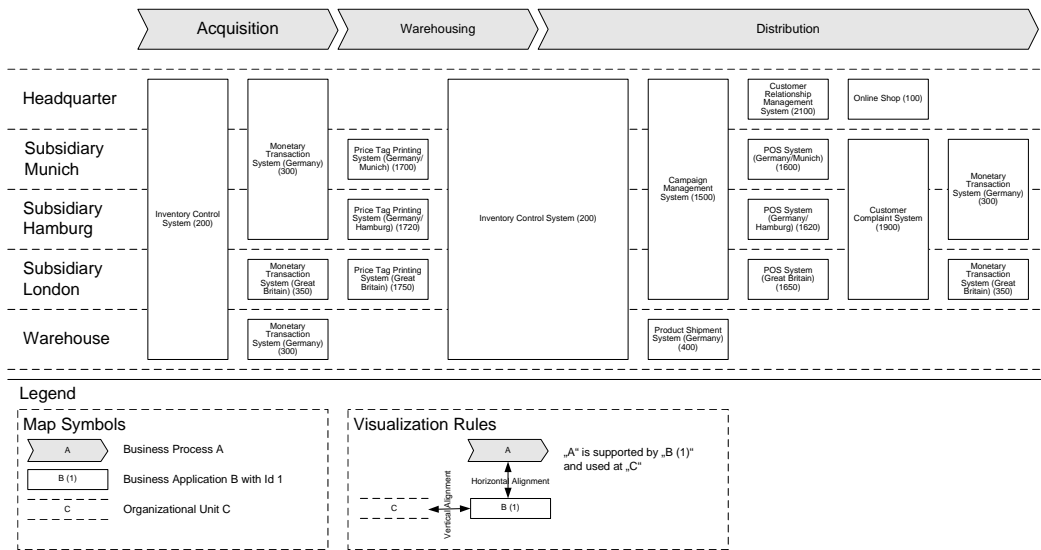 Acquisition
Warehousing
Distribution
Headquarter
Subsidiary
Munich
Subsidiary
Hamburg
Subsidiary
London
Warehouse
Inventory Control
System (200)
Monetary
Transaction
System (Germany)
(300)
Monetary
Transaction
System (Great
Britain) (350)
Monetary
Transaction
System (Germany)
(300)
Price Tag Printing
System (Germany/
Munich) (1700)
Price Tag Printing
System (Germany/
Hamburg) (1720)
Price Tag Printing
System (Great
Britain) (1750)
Inventory Control System (200)
Campaign
Management
System (1500)
Product Shipment
System (Germany)
(400)
Customer
Relationship
Management
System (2100)
POS System
(Germany/Munich)
(1600)
POS System
(Germany/
Hamburg) (1620)
POS System
(Great Britain)
(1650)
Online Shop (100)
Customer
Complaint System
(1900)
Monetary
Transaction
System (Germany)
(300)
Monetary
Transaction
System (Great
Britain) (350)
Legend
Map Symbols
A
Business Process A
B (1)
Business Application B with Id 1
C
Organizational Unit C
Visualization Rules
A
Horizontal Alignment
C
Vertical Alignment
B (1)
„A“ is supported by „B (1)“
and used at „C“